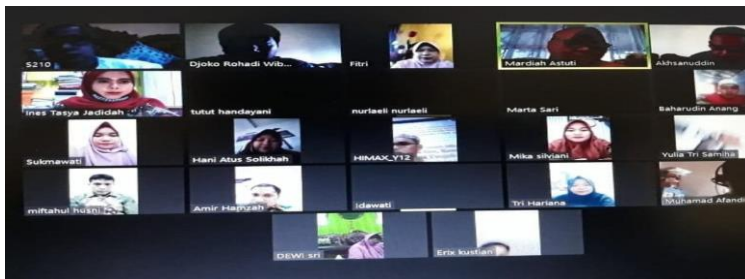 S210
Djoko Rohadi Wib...
Fitri
Mardiah Astuti
Akhsanuddin
Ines Tasya Jadidah
tutut handayani
nurlaeli nurlaeli
Marta Sari
Baharudin Anang
Sukmawati
Hani Atus Solikhah
HIMAX_Y12
Mika silviani
Yulia Tri Samiha
miftahul husni
Amir Hamzah
idawati
Tri Hariana
Muhamad Afandi
DEWi sri
Erix kustian